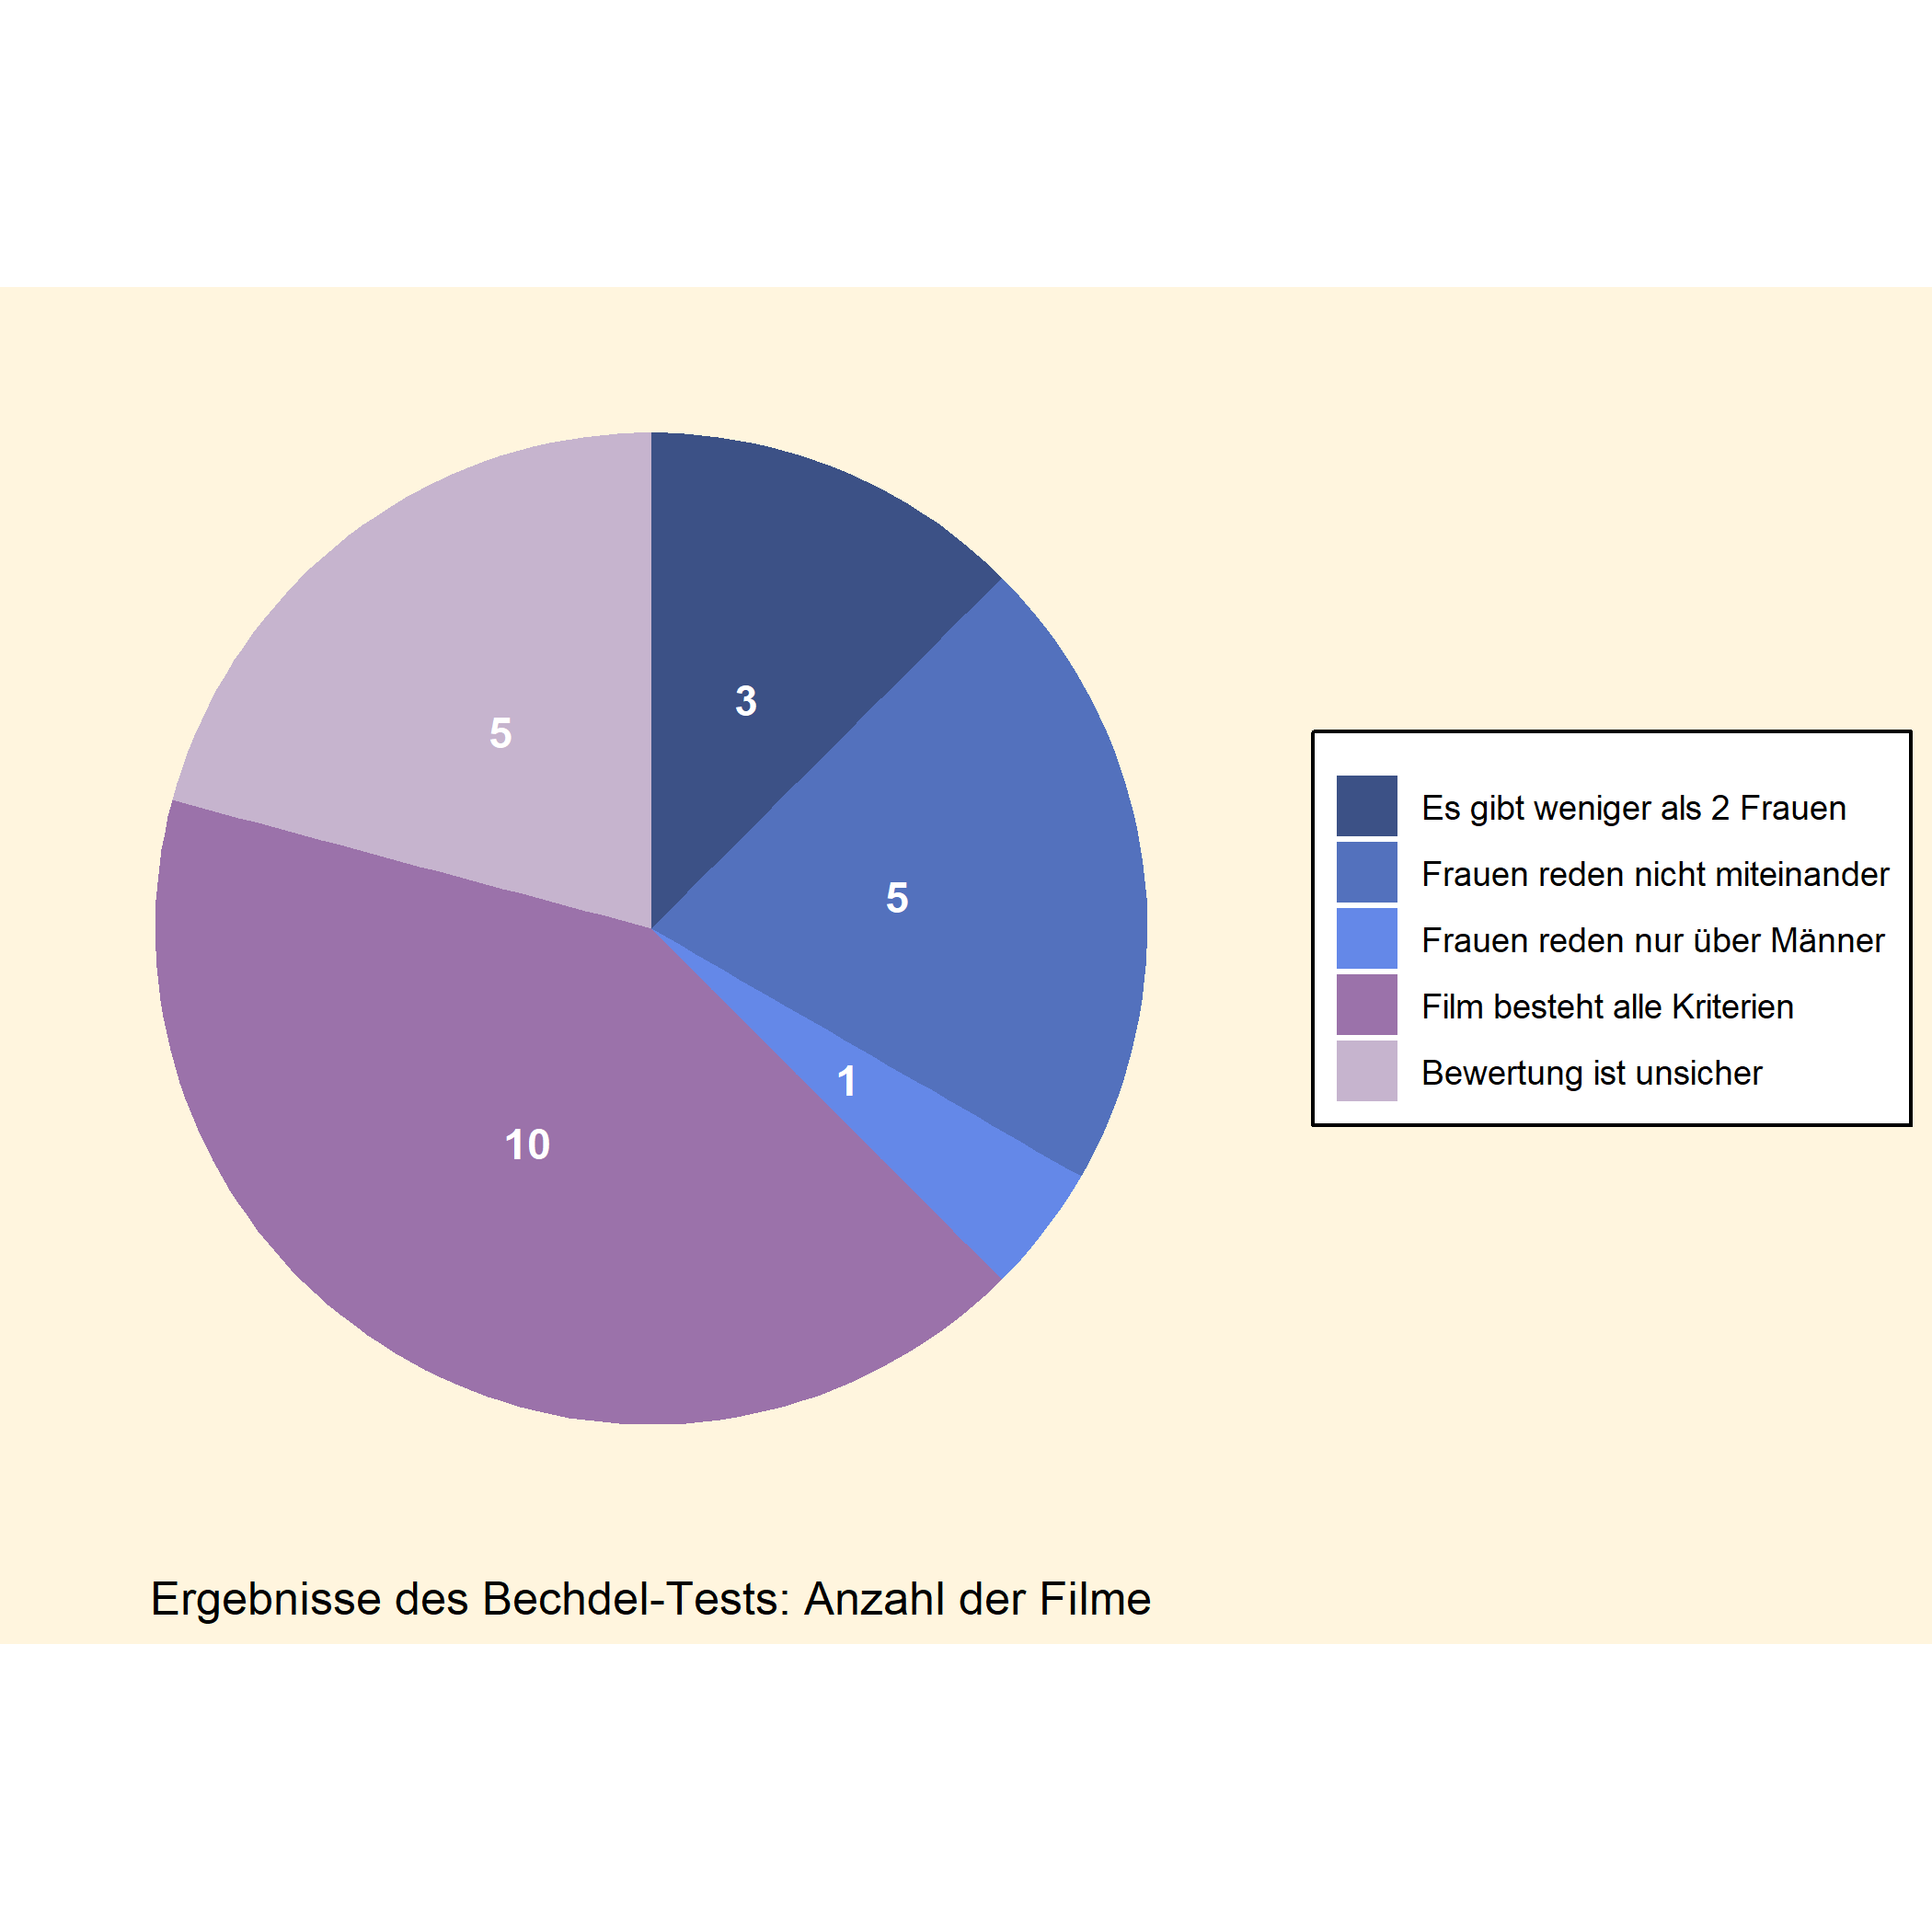 3
5
5
1
10
Es gibt weniger als 2 Frauen
Frauen reden nicht miteinander
Frauen reden nur über Männer
Film besteht alle Kriterien
Bewertung ist unsicher
Ergebnisse des Bechdel-Tests: Anzahl der Filme